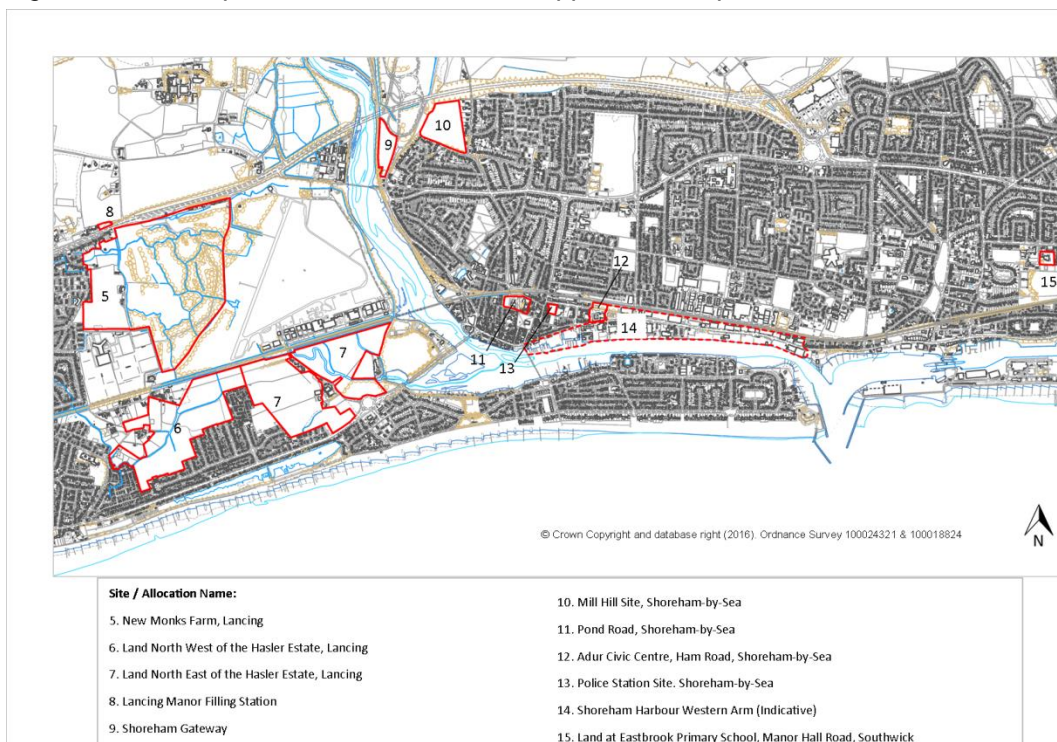 10
9
8
5
12
15
14
7
11
13
7
6
© Crown Copyright and database right (2016). Ordnance Survey 100024321 & 100018824
N
Site / Allocation Name:
5. New Monks Farm, Lancing
6. Land North West of the Hasler Estate, Lancing
7. Land North East of the Hasler Estate, Lancing
8. Lancing Manor Filling Station
9. Shoreham Gateway
10. Mill Hill Site, Shoreham-by-Sea
11. Pond Road, Shoreham-by-Sea
12. Adur Civic Centre, Ham Road, Shoreham-by-Sea
13. Police Station Site. Shoreham-by-Sea
14. Shoreham Harbour Western Arm (Indicative)
15. Land at Eastbrook Primary School, Manor Hall Road, Southwick